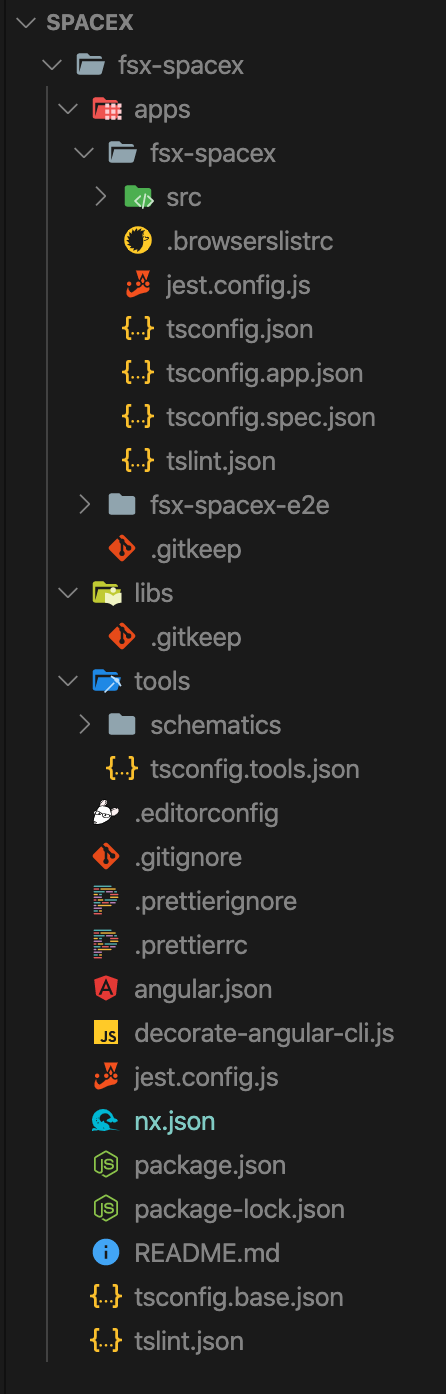 SPACEX
fsx-spacex
apps
fsx-spacex
src
.browserslistrc
jest.config.js
tsconfig.json
tsconfig.app.json
tsconfig.spec.json
tslint.json
fsx-spacex-e2e
.gitkeep
libs
.gitkeep
tools
schematics
tsconfig.tools.json
.editorconfig
.gitignore
.prettierignore
.prettierrc
angular.json
decorate-angular-cli.js
jest.config.js
nx.json
package.json
package-lock.json
README.md
tsconfig.base.json
tslint.json